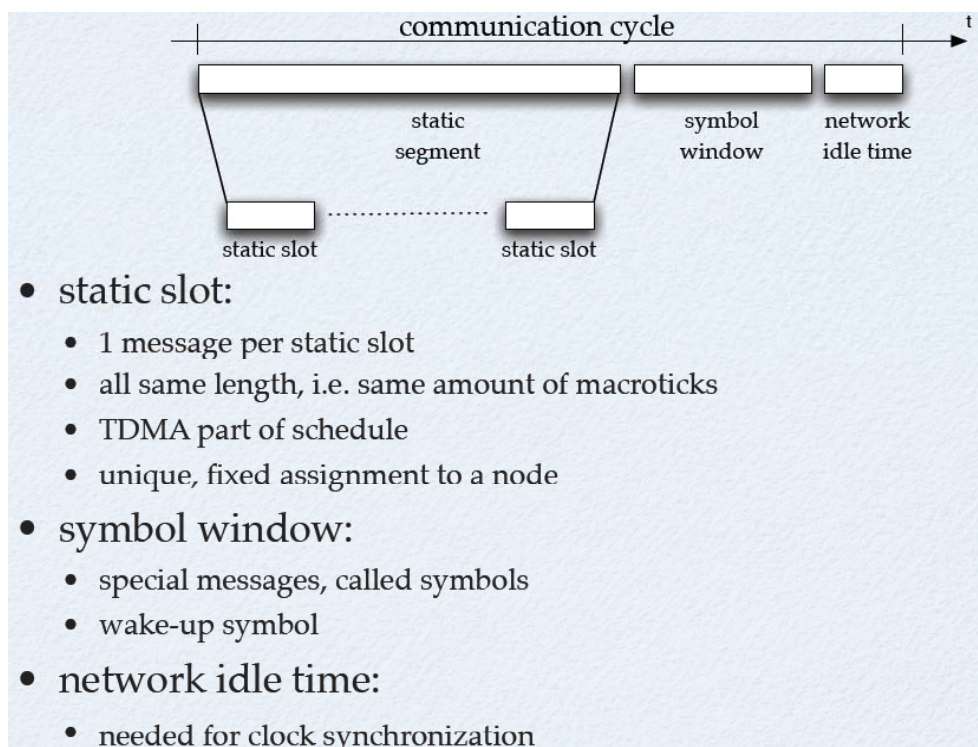 communication cycle
t
static
segment
symbol
window
network
idle time
static slot
static slot
• static slot:
• 1 message per static slot
• all same length, i.e. same amount of macroticks
• TDMA part of schedule
• unique, fixed assignment to a node
• symbol window:
• special messages, called symbols
• wake-up symbol
• network idle time:
• needed for clock synchronization